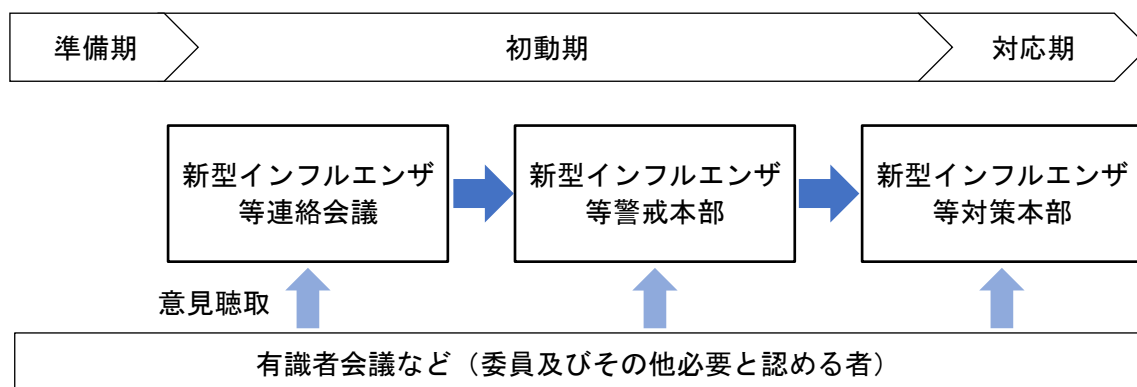 準備期
初動期
対応期
新型インフルエンザ
等連絡会議
新型インフルエンザ
等警戒本部
新型インフルエンザ
等対策本部
意見聴取
有識者会議など（委員及びその他必要と認める者）